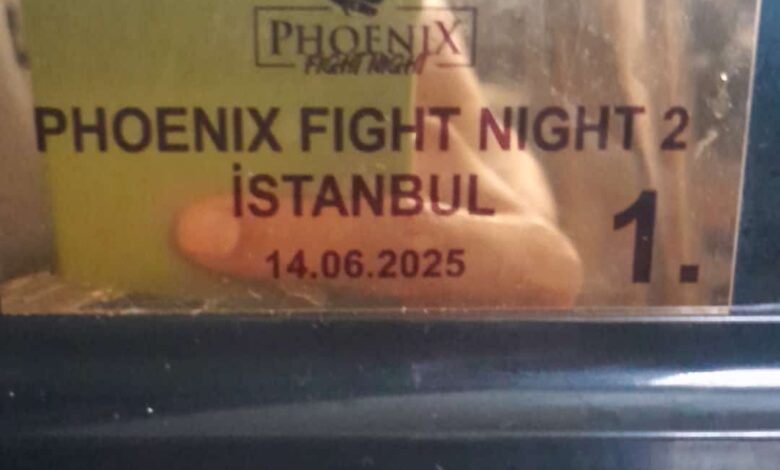 PHOENIX
FIGHT NIGHT
PHOENIX FIGHT NIGHT 2
İSTANBUL
14.06.2025
1.